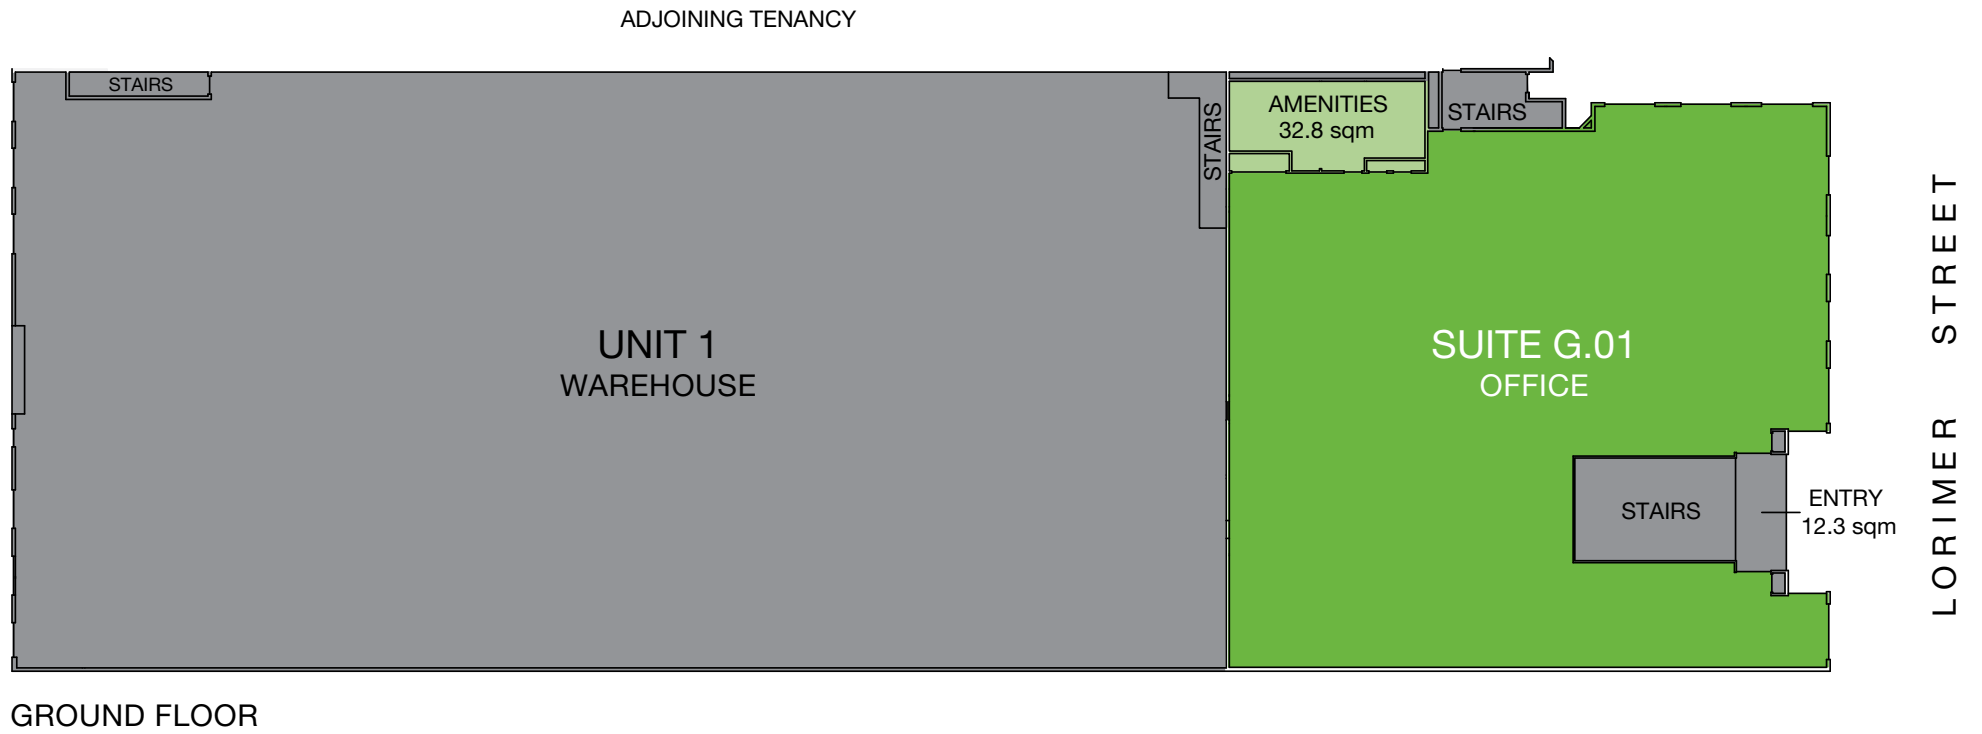 ADJOINING TENANCY
STAIRS
STAIRS
AMENITIES
32.8 sqm
STAIRS
UNIT 1
WAREHOUSE
SUITE G.01
OFFICE
STAIRS
ENTRY
12.3 sqm
LORIMER STREET
GROUND FLOOR